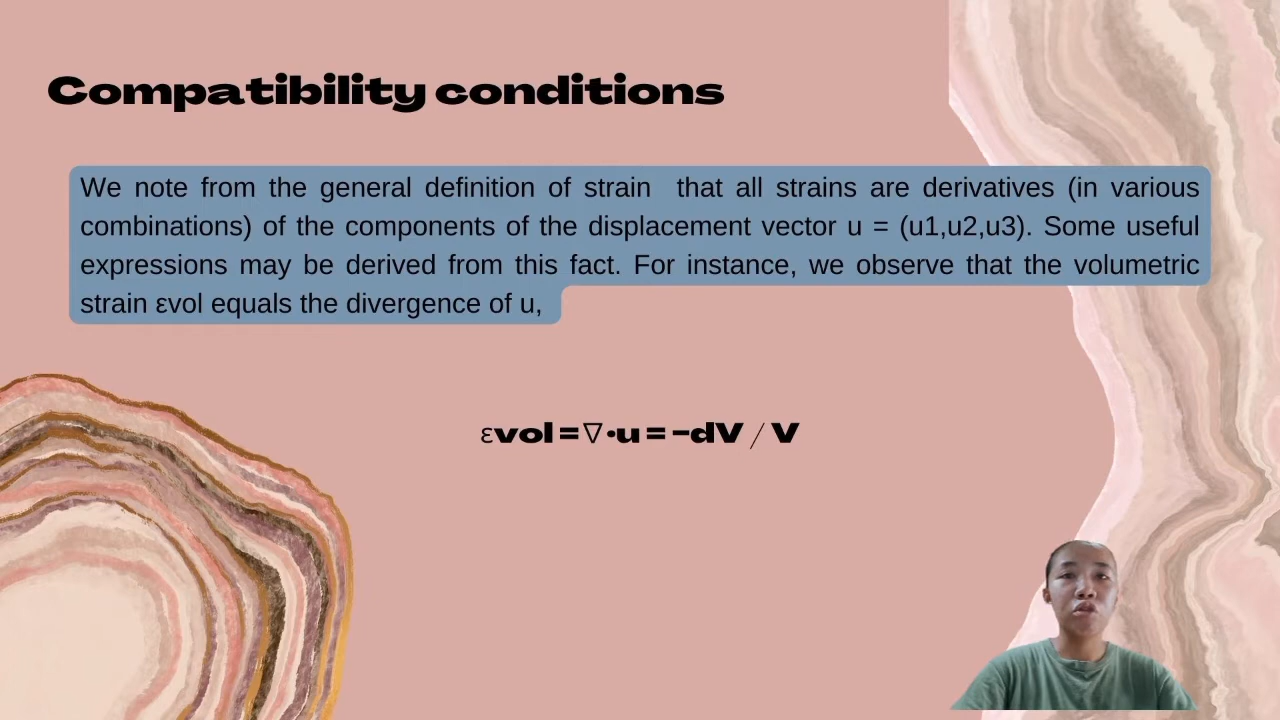 Compatibility conditions
We note from the general definition of strain that all strains are derivatives (in various
combinations) of the components of the displacement vector u = (u1,u2,u3). Some useful
expressions may be derived from this fact. For instance, we observe that the volumetric
strain εvol equals the divergence of u,
εvol = ∇·u = −dV / V